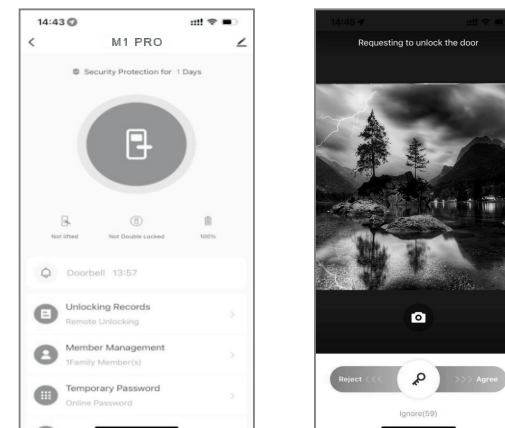 14:43
M1 PRO
Security Protection for 1 Days
Not lifted
Not Double Locked
100%
Doorbell 13:57
Unlocking Records
Remote Unlocking
Member Management
1Family Member(s)
Temporary Password
Online Password
14:45
Requesting to unlock the door
Reject <<<
>>> Agree
Ignore(59)